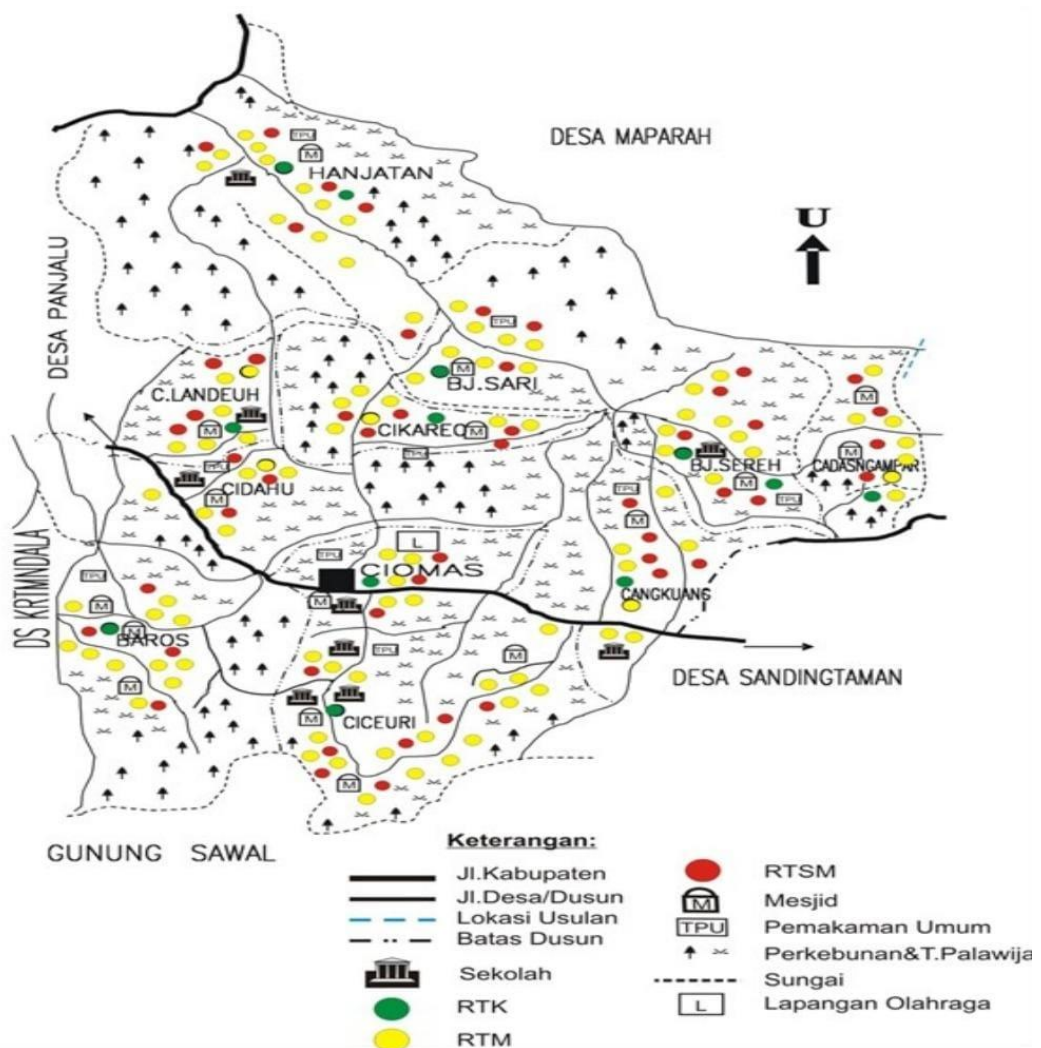 DESA MAPARAH
TPU
M
HANJATAN
U
DESA PANJALU
TPU
M
BJ.SARI
C.LANDEUH
M
CIKAREO
M
TPU
M
M
BJ.SEREH
CADASNGAMPAR
M
TPU
TPU
CIDAHU
M
TPU
M
L
TPU
CIOMAS
CANGKUANG
M
TPU
M
M
BAROS
TPU
M
DESA SANDINGTAMAN
M
M
CICEURI
M
GUNUNG SAWAL
Keterangan:
Jl.Kabupaten
Jl.Desa/Dusun
Lokasi Usulan
Batas Dusun
Sekolah
RTK
RTM
RTSM
M Mesjid
TPU Pemakaman Umum
Perkebunan&T.Palawija
Sungai
L Lapangan Olahraga